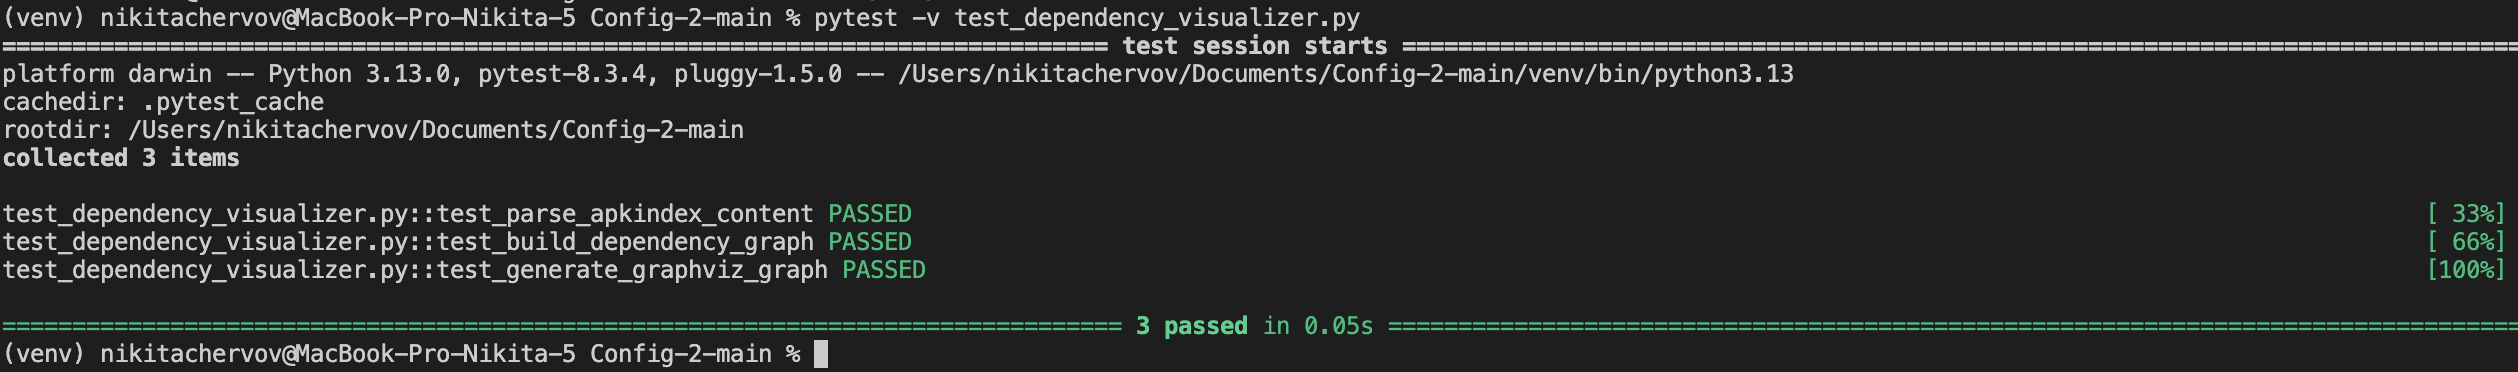 (venv) nikitachervov@MacBook-Pro-Nikita-5 Config-2-main % pytest -v test_dependency_visualizer.py
=============================================================================== test session starts ================================================================================
platform darwin -- Python 3.13.0, pytest-8.3.4, pluggy-1.5.0 -- /Users/nikitachervov/Documents/Config-2-main/venv/bin/python3.13
cachedir: .pytest_cache
rootdir: /Users/nikitachervov/Documents/Config-2-main
collected 3 items
test_dependency_visualizer.py::test_parse_apkindex_content PASSED [ 33%]
test_dependency_visualizer.py::test_build_dependency_graph PASSED [ 66%]
test_dependency_visualizer.py::test_generate_graphviz_graph PASSED [100%]
================================================================================ 3 passed in 0.05s =================================================================================
(venv) nikitachervov@MacBook-Pro-Nikita-5 Config-2-main %